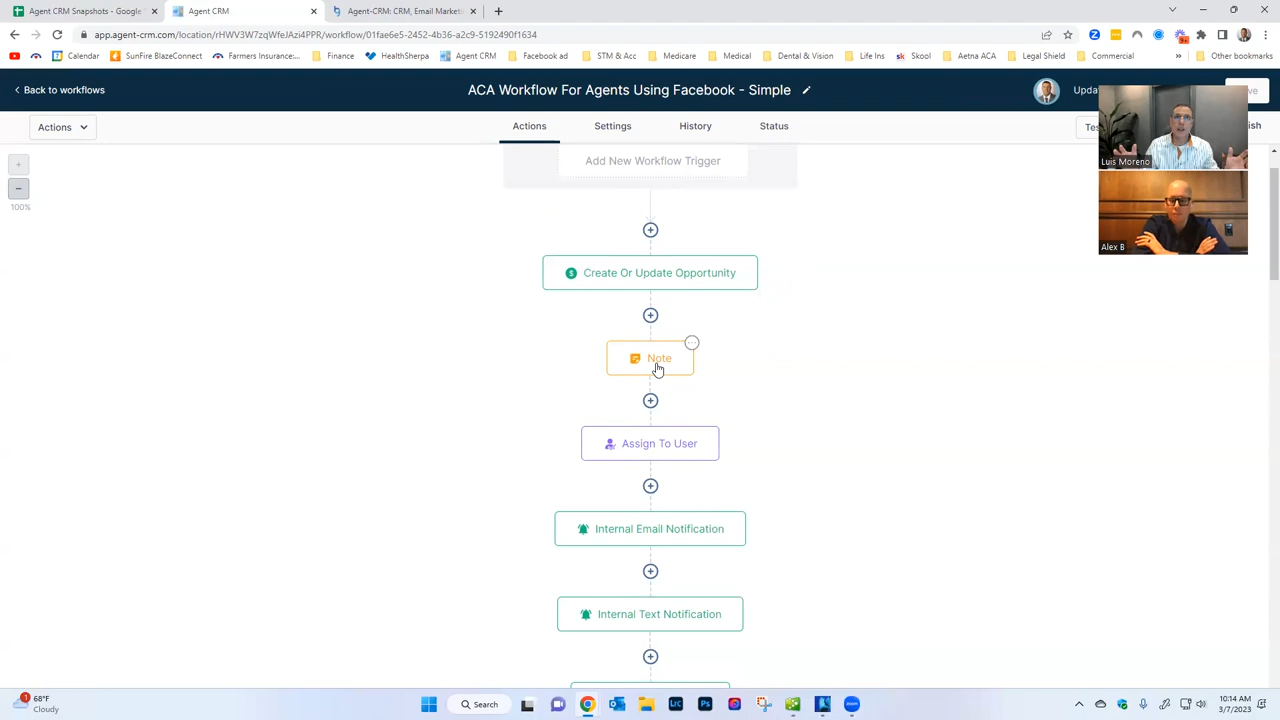 Agent CRM Snapshots - Google
Agent CRM
Agent-CRM: CRM, Email Market
app.agent-crm.com/location/rHWV3W7zqWfeJAzi4PPR/workflow/01fae6e5-2452-4b36-a2c9-5192490f1634
Calendar
SunFire BlazeConnect
Farmers Insurance:...
Finance
HealthSherpa
Agent CRM
Facebook ad
STM & Acc
Medicare
Medical
Dental & Vision
Life Ins
Skool
Aetna ACA
Legal Shield
Commercial
Other bookmarks
Back to workflows
ACA Workflow For Agents Using Facebook - Simple
Actions
Actions
Settings
History
Status
100%
Add New Workflow Trigger
Create Or Update Opportunity
Note
Assign To User
Internal Email Notification
Internal Text Notification
Luis Moreno
Alex B
68°F
Cloudy
Search
10:14 AM
3/7/2023